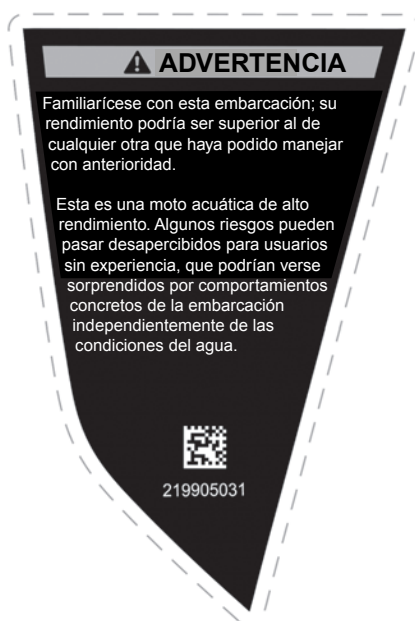 ADVERTENCIA
Familiarícese con esta embarcación; su
rendimiento podría ser superior al de
cualquier otra que haya podido manejar
con anterioridad.
Esta es una moto acuática de alto
rendimiento. Algunos riesgos pueden
pasar desapercibidos para usuarios
sin experiencia, que podrían verse
sorprendidos por comportamientos
concretos de la embarcación
independientemente de las
condiciones del agua.
219905031